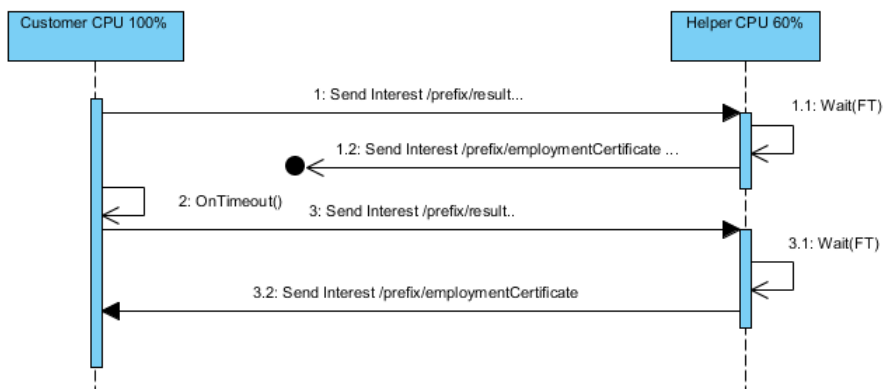 Customer CPU 100%
Helper CPU 60%
1: Send Interest /prefix/result...
1.1: Wait(FT)
1.2: Send Interest /prefix/employmentCertificate ...
2: OnTimeout()
3: Send Interest /prefix/result..
3.1: Wait(FT)
3.2: Send Interest /prefix/employmentCertificate